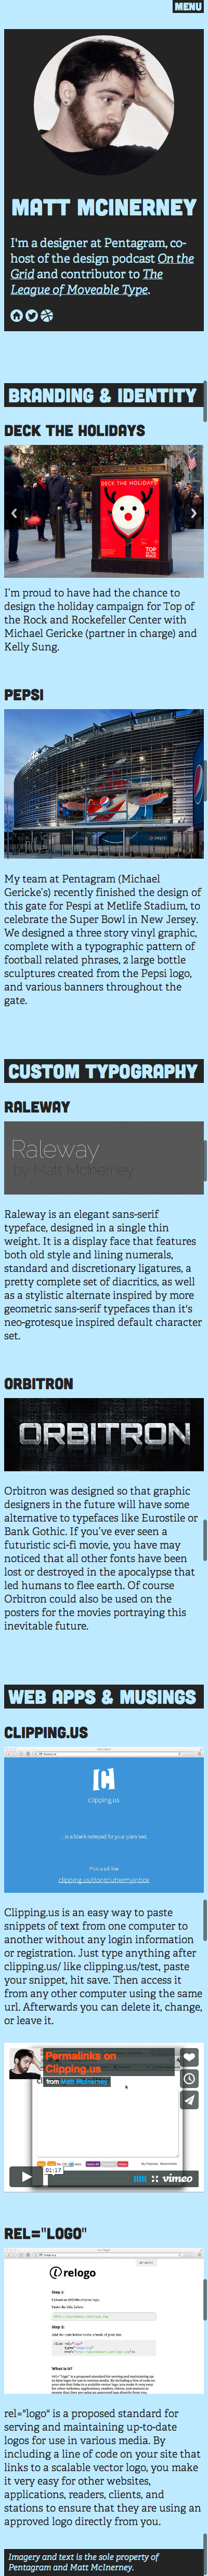 MENU
MATT MCINERNEY
I'm a designer at Pentagram, co-
host of the design podcast On the
Grid and contributor to The
League of Moveable Type.
BRANDING & IDENTITY
DECK THE HOLIDAYS
DECK THE HOLIDAYS
TOP OF THE ROCK
I'm proud to have had the chance to
design the holiday campaign for Top of
the Rock and Rockefeller Center with
Michael Gericke (partner in charge) and
Kelly Sung.
PEPSI
My team at Pentagram (Michael
Gericke's) recently finished the design of
this gate for Pespi at Metlife Stadium, to
celebrate the Super Bowl in New Jersey.
We designed a three story vinyl graphic,
complete with a typographic pattern of
football related phrases, 2 large bottle
sculptures created from the Pepsi logo,
and various banners throughout the
gate.
CUSTOM TYPOGRAPHY
RALEWAY
Raleway
by Matt McInerney
Raleway is an elegant sans-serif
typeface, designed in a single thin
weight. It is a display face that features
both old style and lining numerals,
standard and discretionary ligatures, a
pretty complete set of diacritics, as well
as a stylistic alternate inspired by more
geometric sans-serif typefaces than it's
neo-grotesque inspired default character
set.
ORBITRON
ORBITRON
Orbitron was designed so that graphic
designers in the future will have some
alternative to typefaces like Eurostile or
Bank Gothic. If you've ever seen a
futuristic sci-fi movie, you have may
noticed that all other fonts have been
lost or destroyed in the apocalypse that
led humans to flee earth. Of course
Orbitron could also be used on the
posters for the movies portraying this
inevitable future.
WEB APPS & MUSINGS
CLIPPING.US
clipping.us
...is a blank notepad for your plain text.
Pick a url like:
clipping.us/dontcluttermyinbox
Clipping.us is an easy way to paste
snippets of text from one computer to
another without any login information
or registration. Just type anything after
clipping.us/ like clipping.us/test, paste
your snippet, hit save. Then access it
from any other computer using the same
url. Afterwards you can delete it, change,
or leave it.
Permalinks on
Clipping.us
from Matt McInerney
01:17
vimeo
REL="LOGO"
relogo
Step 1:
Step 2:
What is it?
rel="logo" is a proposed standard for
serving and maintaining up-to-date
logos for use in various media. By
including a line of code on your site that
links to a scalable vector logo, you make
it very easy for other websites,
applications, readers, clients, and
stations to ensure that they are using an
approved logo directly from you.
Imagery and text is the sole property of
Pentagram and Matt McInerney.